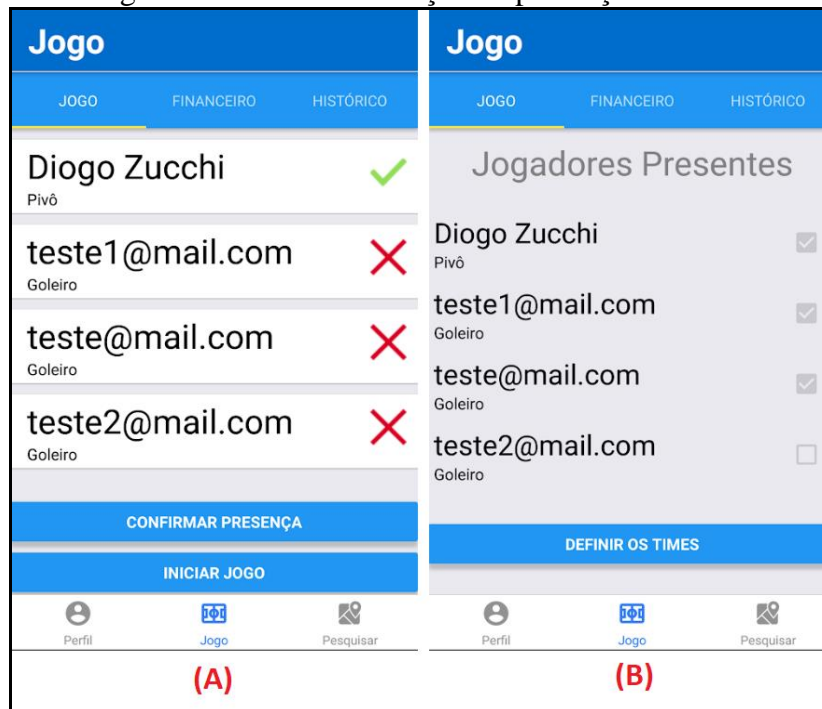 Jogo
JOGO FINANCEIRO HISTÓRICO
Diogo Zucchi
Pivô
teste1@mail.com
Goleiro
teste@mail.com
Goleiro
teste2@mail.com
Goleiro
CONFIRMAR PRESENÇA
INICIAR JOGO
Perfil Jogo Pesquisar
(A)
Jogo
JOGO FINANCEIRO HISTÓRICO
Jogadores Presentes
Diogo Zucchi
Pivô
teste1@mail.com
Goleiro
teste@mail.com
Goleiro
teste2@mail.com
Goleiro
DEFINIR OS TIMES
Perfil Jogo Pesquisar
(B)